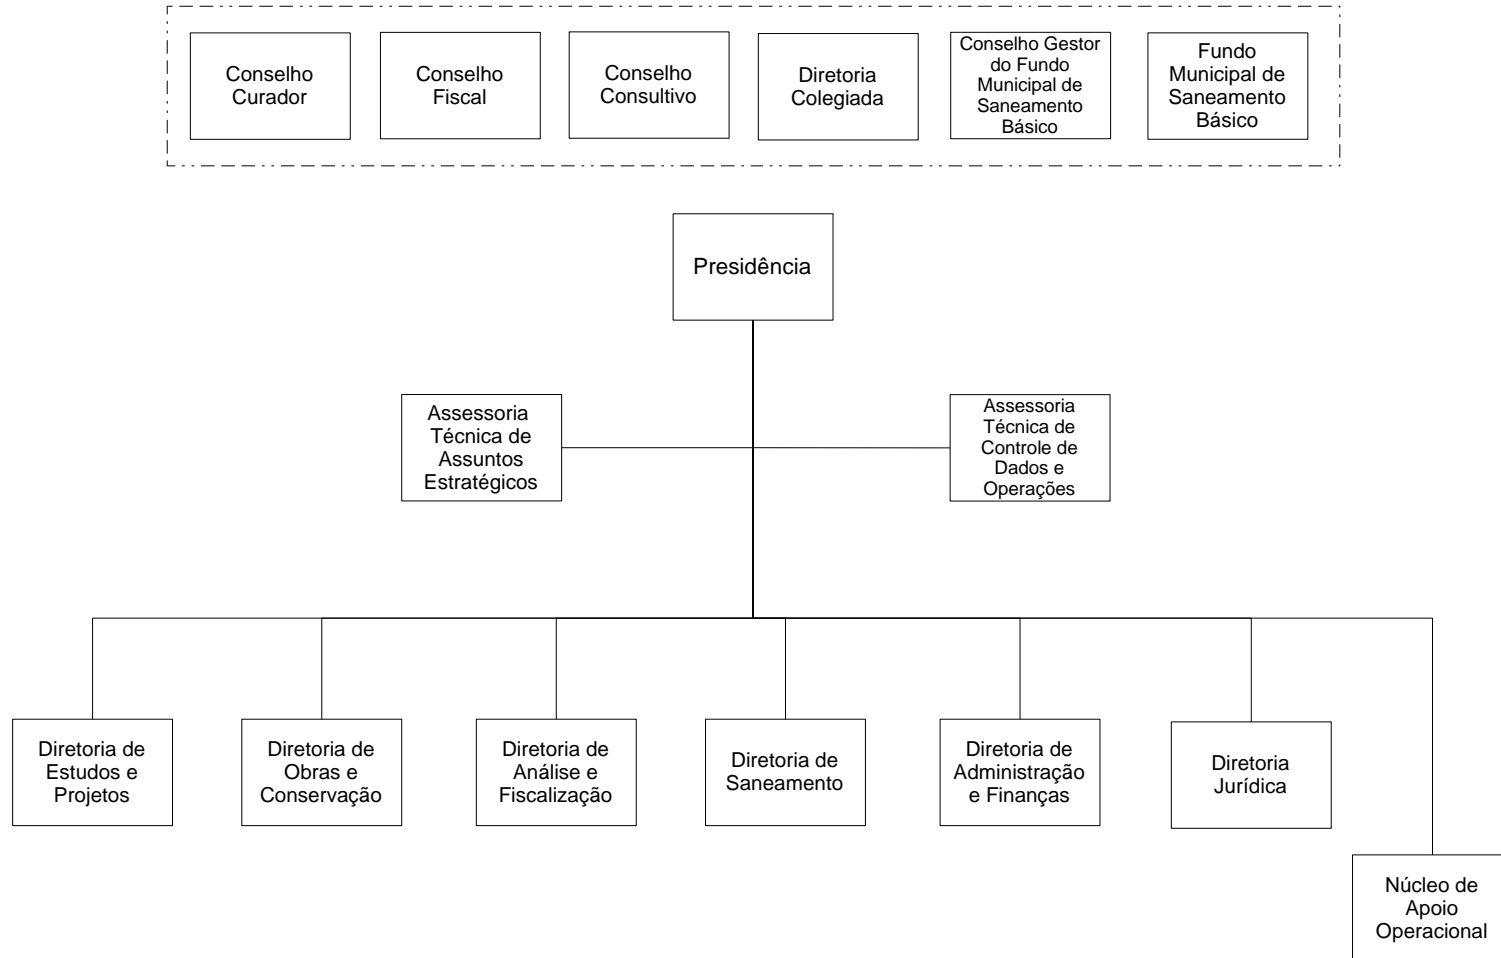 Conselho
Curador
Conselho
Fiscal
Conselho
Consultivo
Diretoria
Colegiada
Conselho Gestor
do Fundo
Municipal de
Saneamento
Básico
Fundo
Municipal de
Saneamento
Básico
Presidência
Assessoria
Técnica de
Assuntos
Estratégicos
Assessoria
Técnica de
Controle de
Dados e
Operações
Diretoria de
Estudos e
Projetos
Diretoria de
Obras e
Conservação
Diretoria de
Análise e
Fiscalização
Diretoria de
Saneamento
Diretoria de
Administração
e Finanças
Diretoria
Jurídica
Núcleo de
Apoio
Operacional